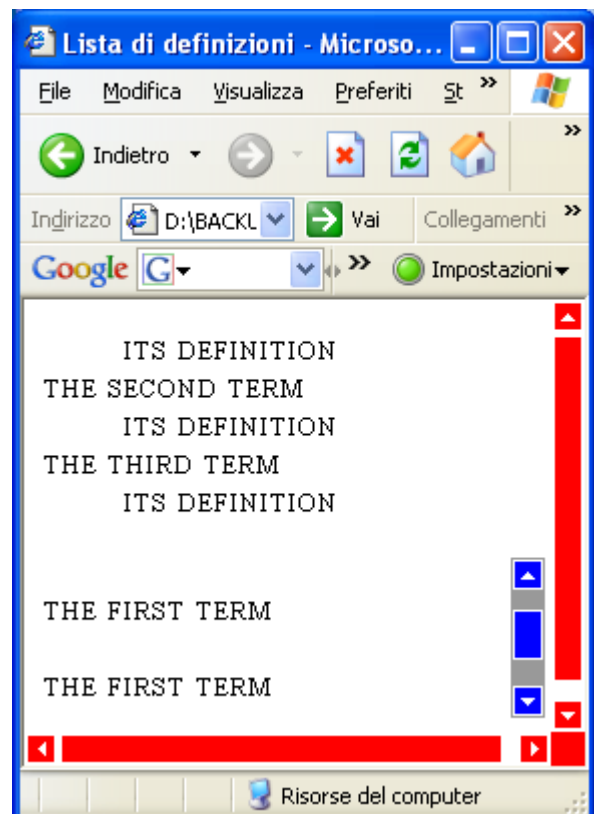 Lista di definizioni - Microso...
File Modifica Visualizza Preferiti St »
Indietro »
Indirizzo D:\BACKL Vai Collegamenti »
Google G » Impostazioni
ITS DEFINITION
THE SECOND TERM
ITS DEFINITION
THE THIRD TERM
ITS DEFINITION
THE FIRST TERM
THE FIRST TERM
Risorse del computer